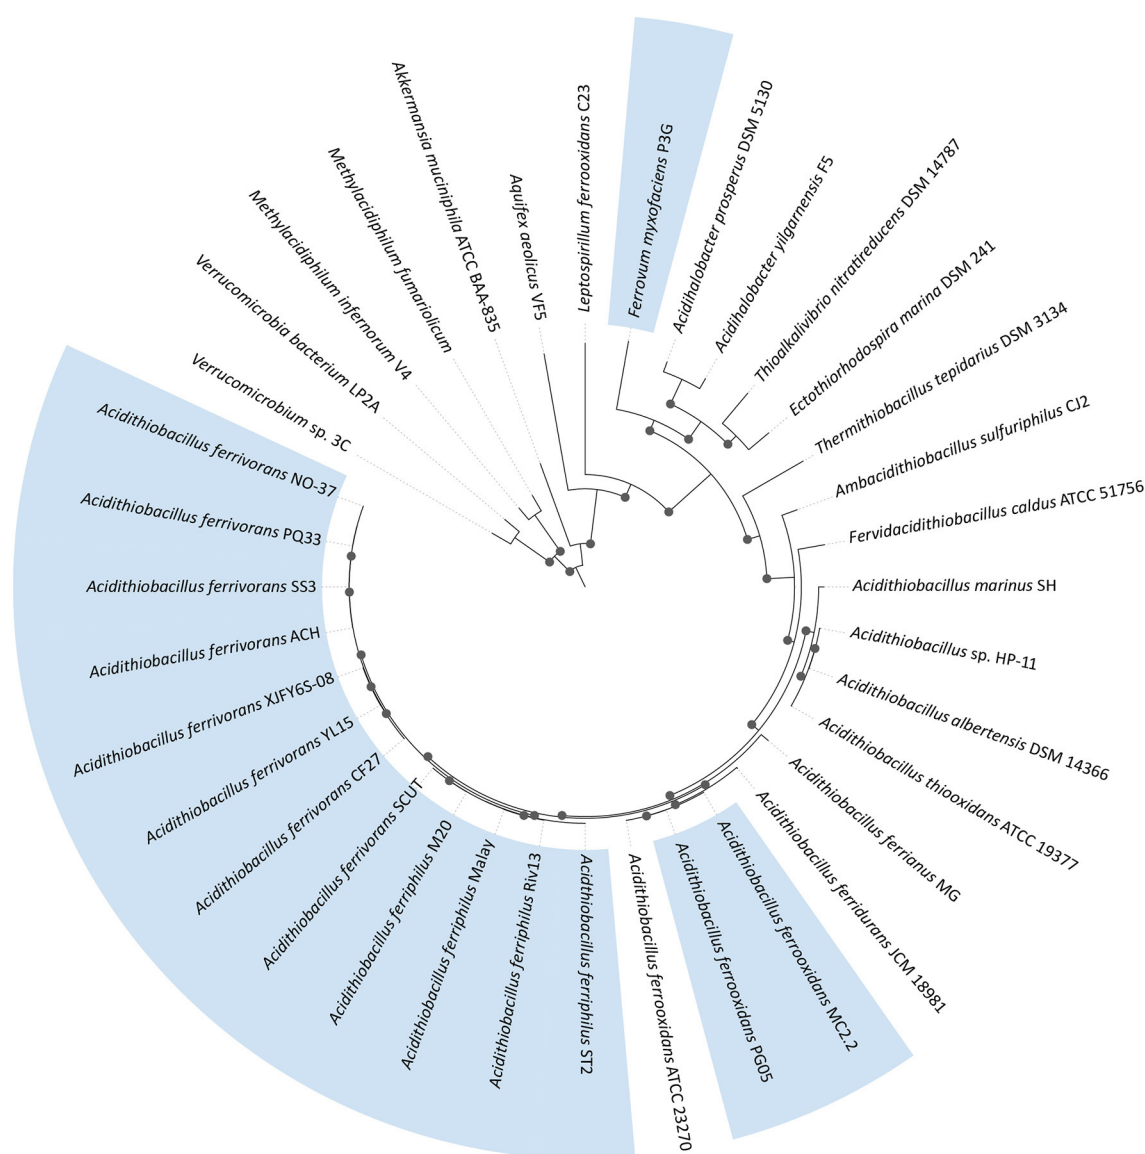 Akkermansia muciniphila ATCC BAA-835
Aquifex aeolicus VF5
Leptospirillum ferrooxidans C23
Ferrovum myxofaciens P3G
Acidihalobacter prosperus DSM 5130
Acidihalobacter yilgarnensis F5
Thioalkalivibrio nitratireducens DSM 14787
Ectothiorhodospira marina DSM 241
Thermithiobacillus tepidarius DSM 3134
Ambacidithiobacillus sulfuriphilus CJ2
Fervidacidithiobacillus caldus ATCC 51756
Acidithiobacillus marinus SH
Acidithiobacillus sp. HP-11
Acidithiobacillus albertensis DSM 14366
Acidithiobacillus thiooxidans ATCC 19377
Acidithiobacillus ferrianus MG
Acidithiobacillus ferridurans JCM 18981
Acidithiobacillus ferrooxidans MC2.2
Acidithiobacillus ferrooxidans PG05
Acidithiobacillus ferrooxidans ATCC 23270
Acidthiobacillus ferriphilus ST2
Acidithiobacillus ferriphilus Riv13
Acidithiobacillus ferriphilus Malay
Acidithiobacillus ferriphilus M20
Acidithiobacillus ferrivorans SCUT
Acidithiobacillus ferrivorans CF27
Acidithiobacillus ferrivorans YL15
Acidithiobacillus ferrivorans XJFY6S-08
Acidithiobacillus ferrivorans ACH
Acidithiobacillus ferrivorans SS3
Acidithiobacillus ferrivorans PQ33
Acidithiobacillus ferrivorans NO-37
Verrucomicrobium sp. 3C
Verrucomicrobia bacterium LP2A
Methylacidiphilum infernorum V4
Methylacidiphilum fumariolicum